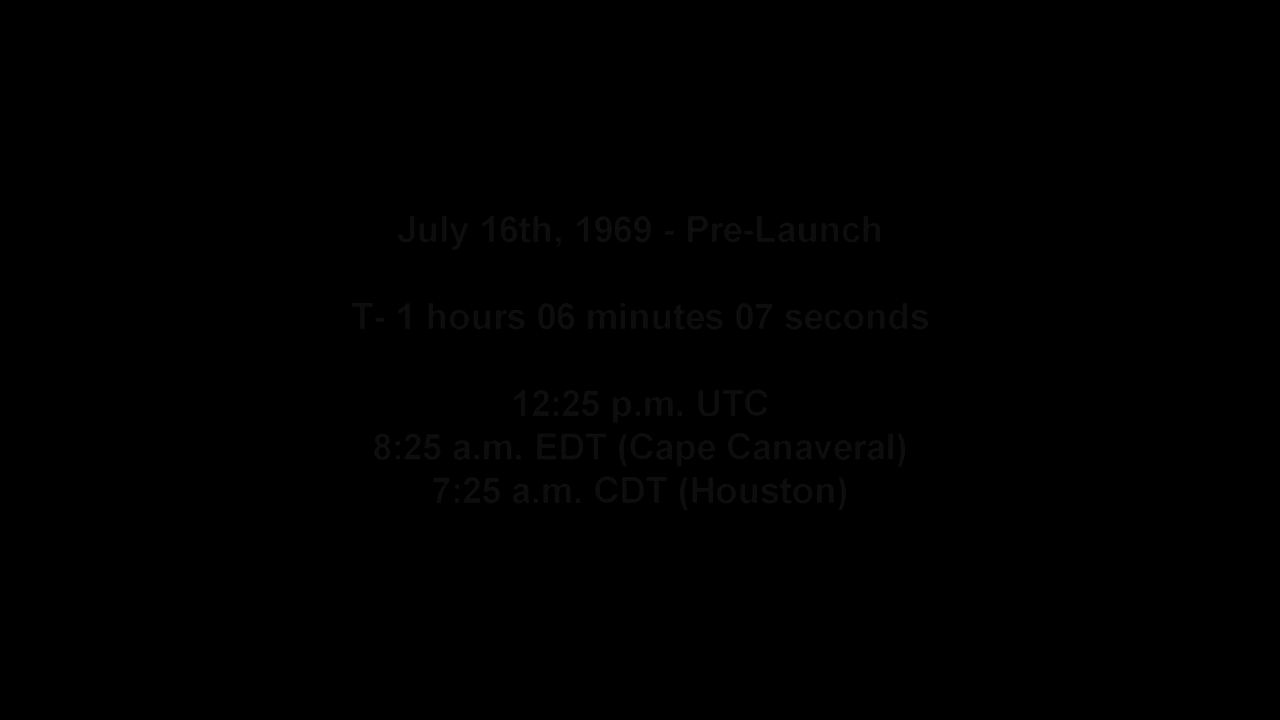 July 16th, 1969 - Pre-Launch
T- 1 hours 06 minutes 07 seconds
12:25 p.m. UTC
8:25 a.m. EDT (Cape Canaveral)
7:25 a.m. CDT (Houston)